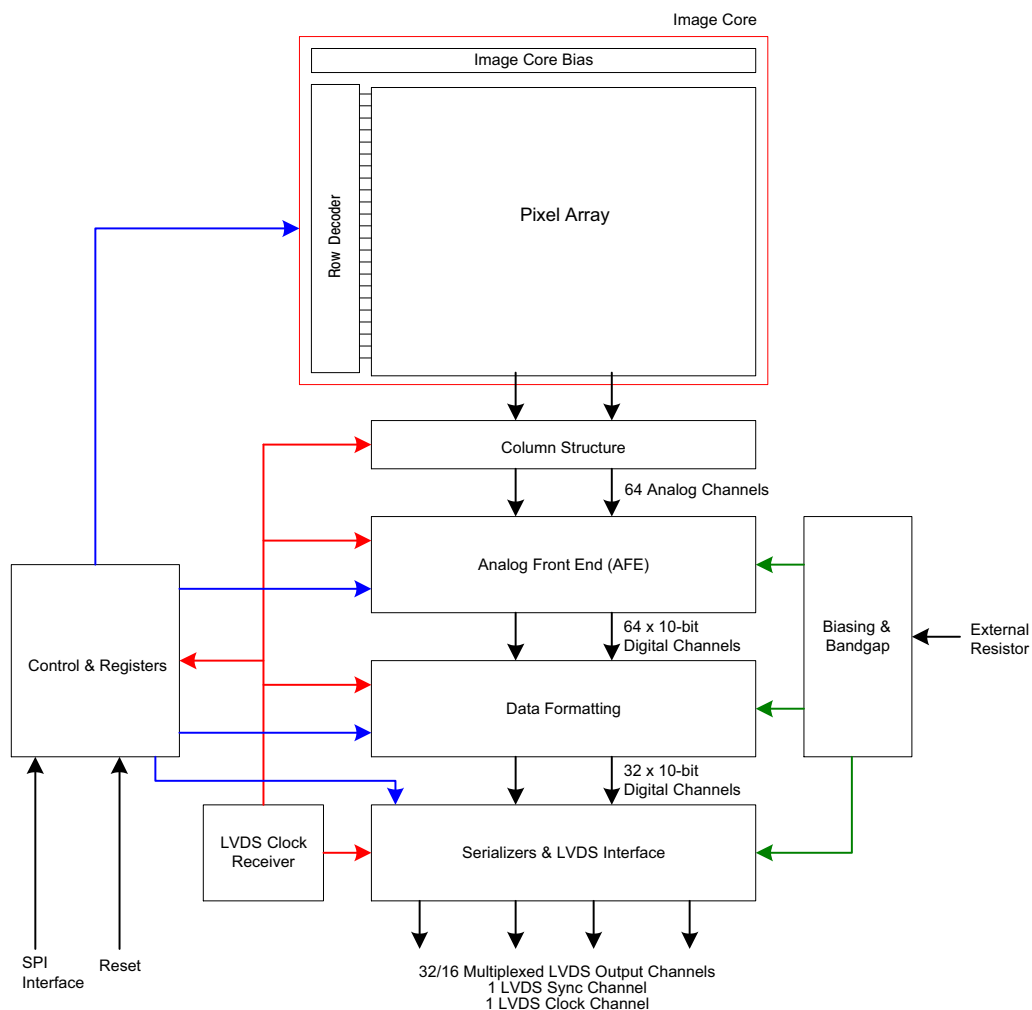 Image Core
Image Core Bias
Row Decoder
Pixel Array
Column Structure
64 Analog Channels
Analog Front End (AFE)
64 x 10-bit
Digital Channels
Biasing &
Bandgap
External
Resistor
Control & Registers
Data Formatting
32 x 10-bit
Digital Channels
LVDS Clock
Receiver
Serializers & LVDS Interface
SPI
Interface
Reset
32/16 Multiplexed LVDS Output Channels
1 LVDS Sync Channel
1 LVDS Clock Channel